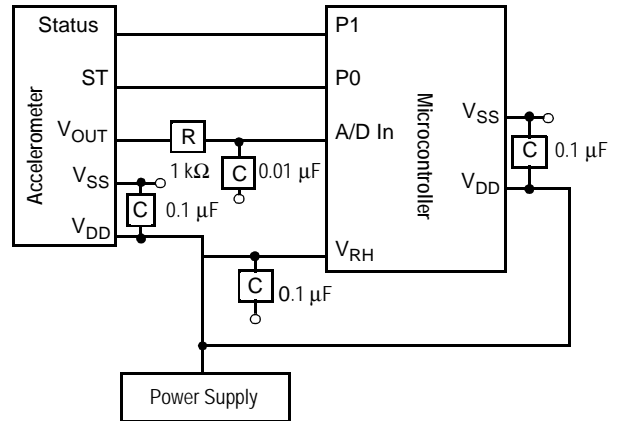 Status
P1
ST
P0
VOUT
R
A/D In
1 kΩ
C
0.01 µF
VSS
C
0.1 µF
VDD
Accelerometer
Microcontroller
VSS
C
0.1 µF
VDD
VRH
C
0.1 µF
Power Supply